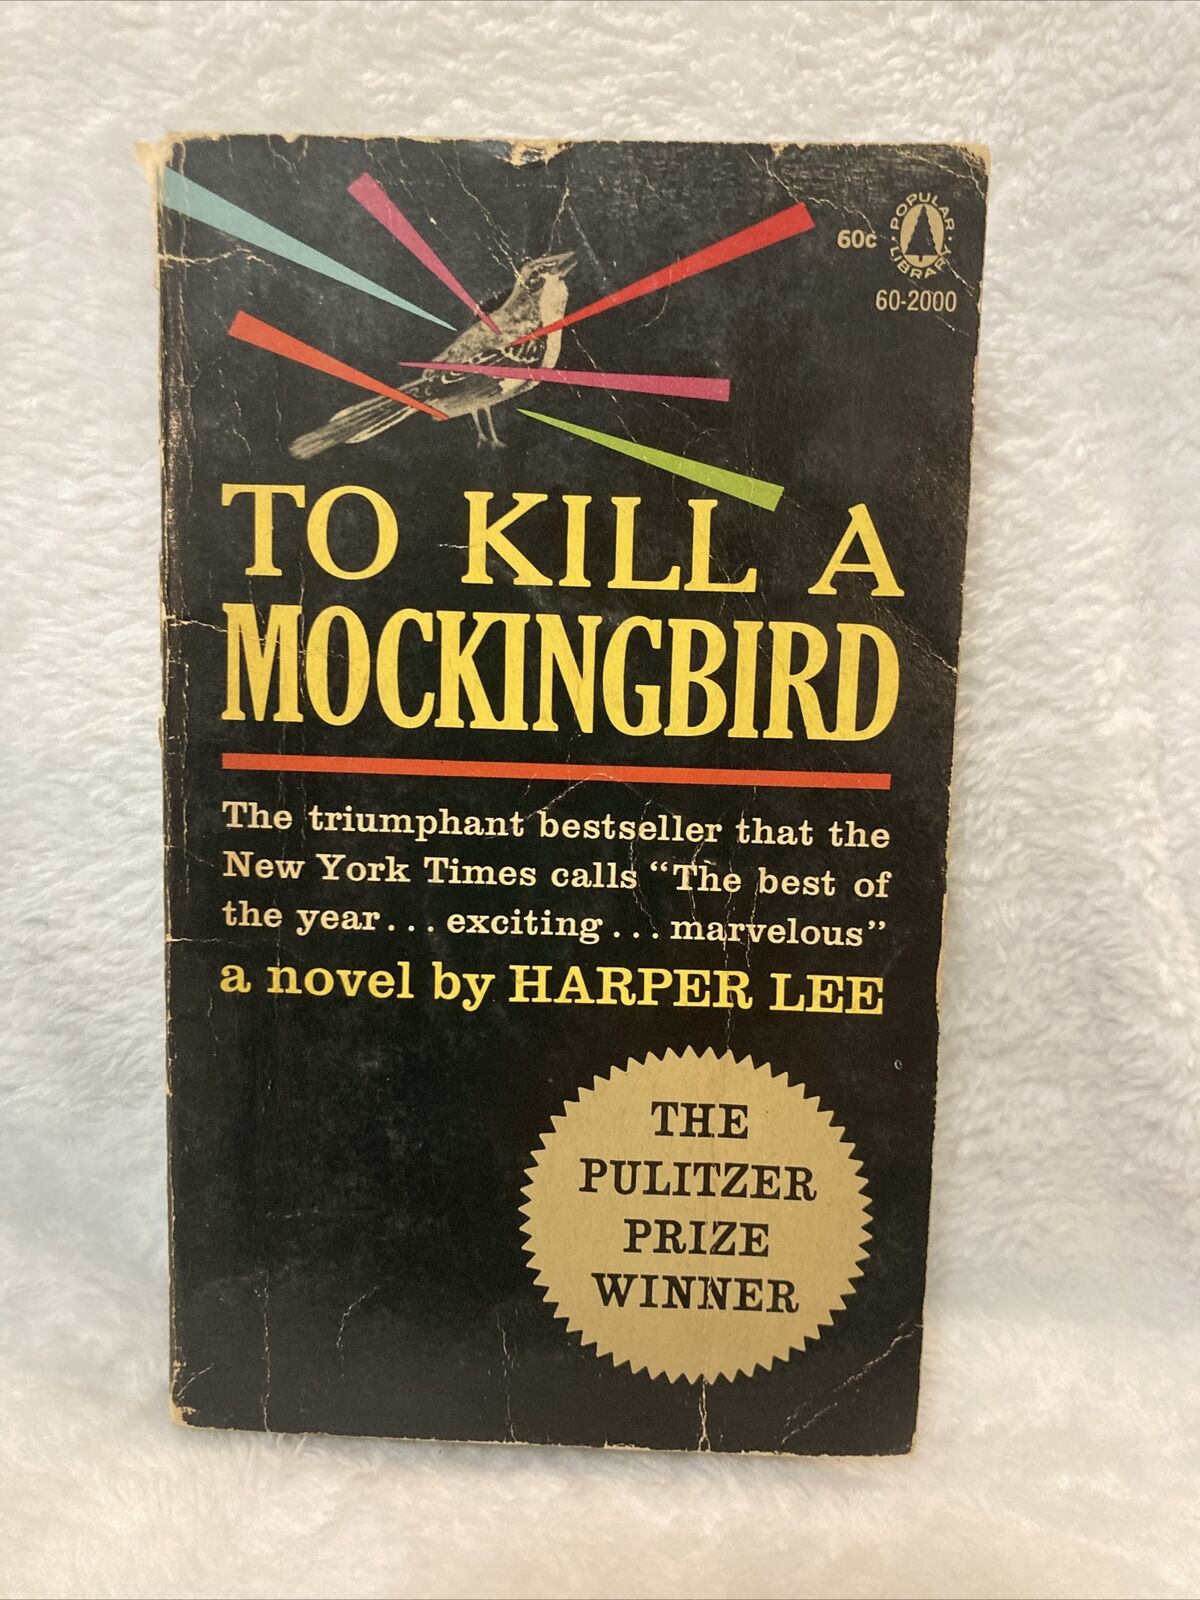 60c
POPULAR
LIBRARY
60-2000
TO KILL A
MOCKINGBIRD
The triumphant bestseller that the
New York Times calls “The best of
the year... exciting... marvelous”
a novel by HARPER LEE
THE
PULITZER
PRIZE
WINNER